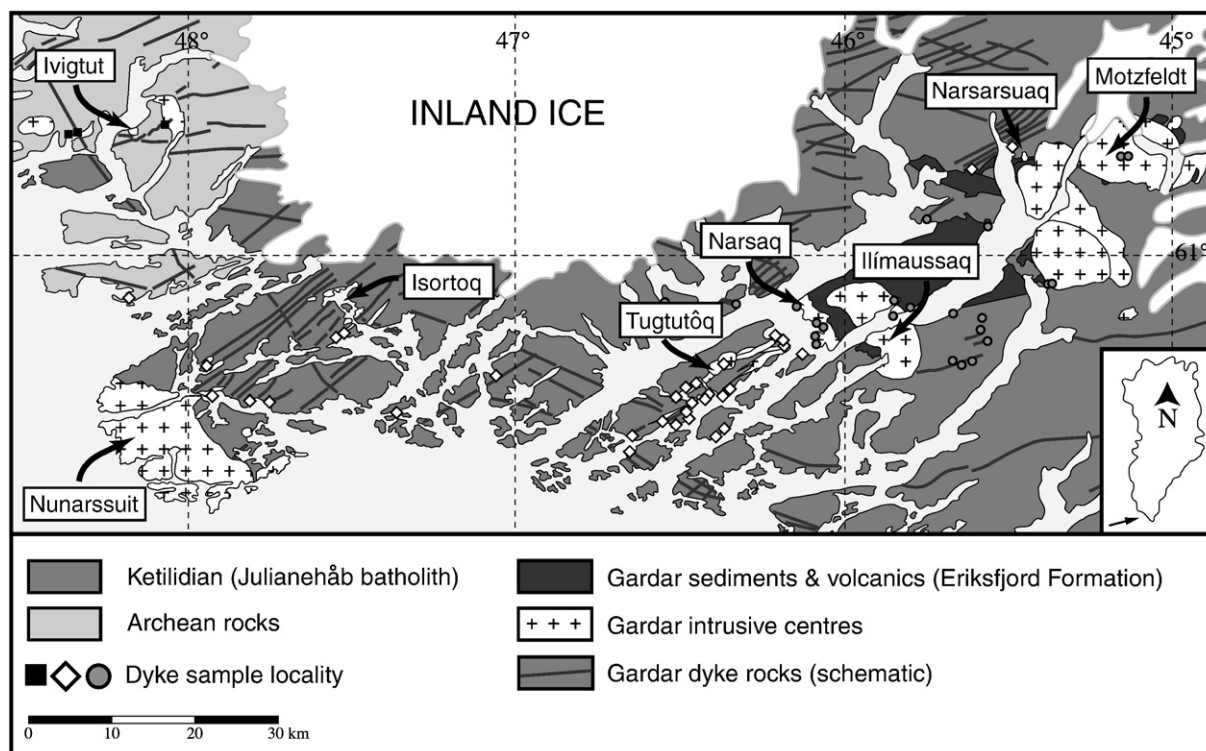 48°
47°
46°
45°
Ivigtut
INLAND ICE
Narsarsuaq
Motzfeldt
61°
Narsaq
Ilímaussaq
Isortoq
Tugtutôq
Nunarssuit
N
Ketilidian (Julianehåb batholith)
Archean rocks
Dyke sample locality
Gardar sediments & volcanics (Eriksfjord Formation)
Gardar intrusive centres
Gardar dyke rocks (schematic)
0 10 20 30 km